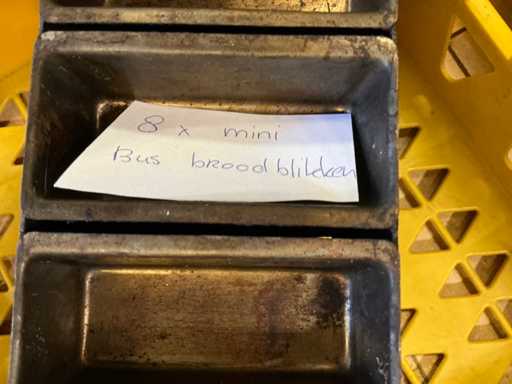 8 x mini
Bus broodblikken